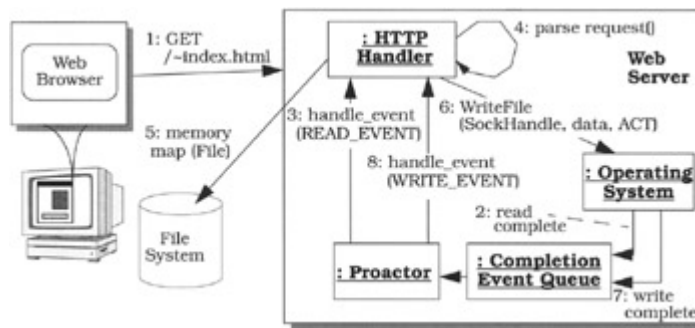 Web
Browser
1: GET
/~index.html
: HTTP
Handler
4: parse request()
Web
Server
5: memory
map (File)
3: handle_event
(READ_EVENT)
6: WriteFile
(SockHandle, data, ACT)
8: handle_event
(WRITE_EVENT)
: Operating
System
2: read
complete
File
System
: Proactor
: Completion
Event Queue
7: write
complete